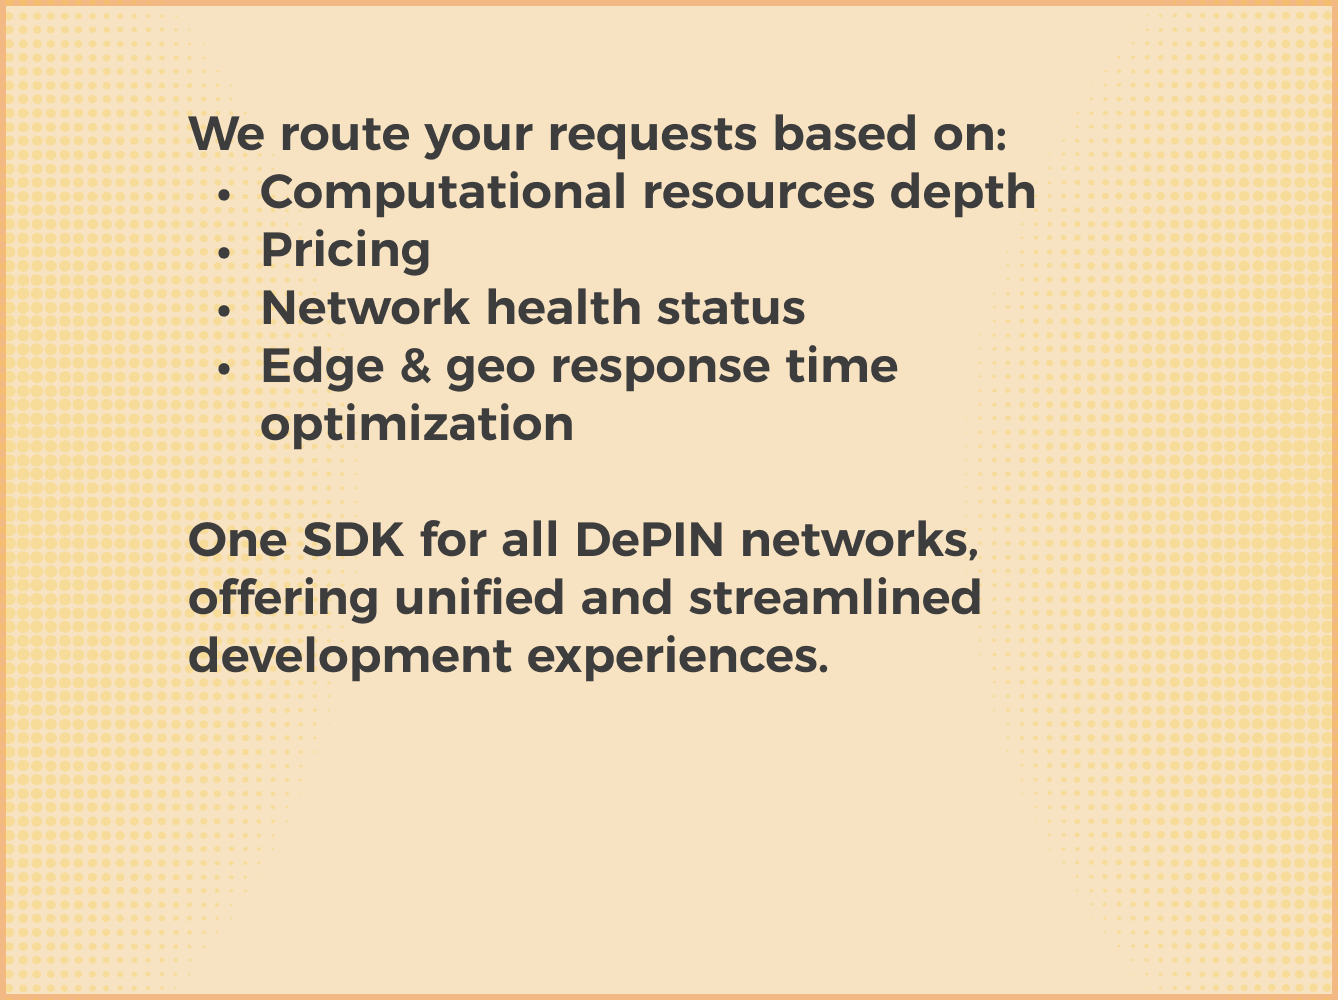 We route your requests based on:
• Computational resources depth
• Pricing
• Network health status
• Edge & geo response time
optimization
One SDK for all DePIN networks,
offering unified and streamlined
development experiences.